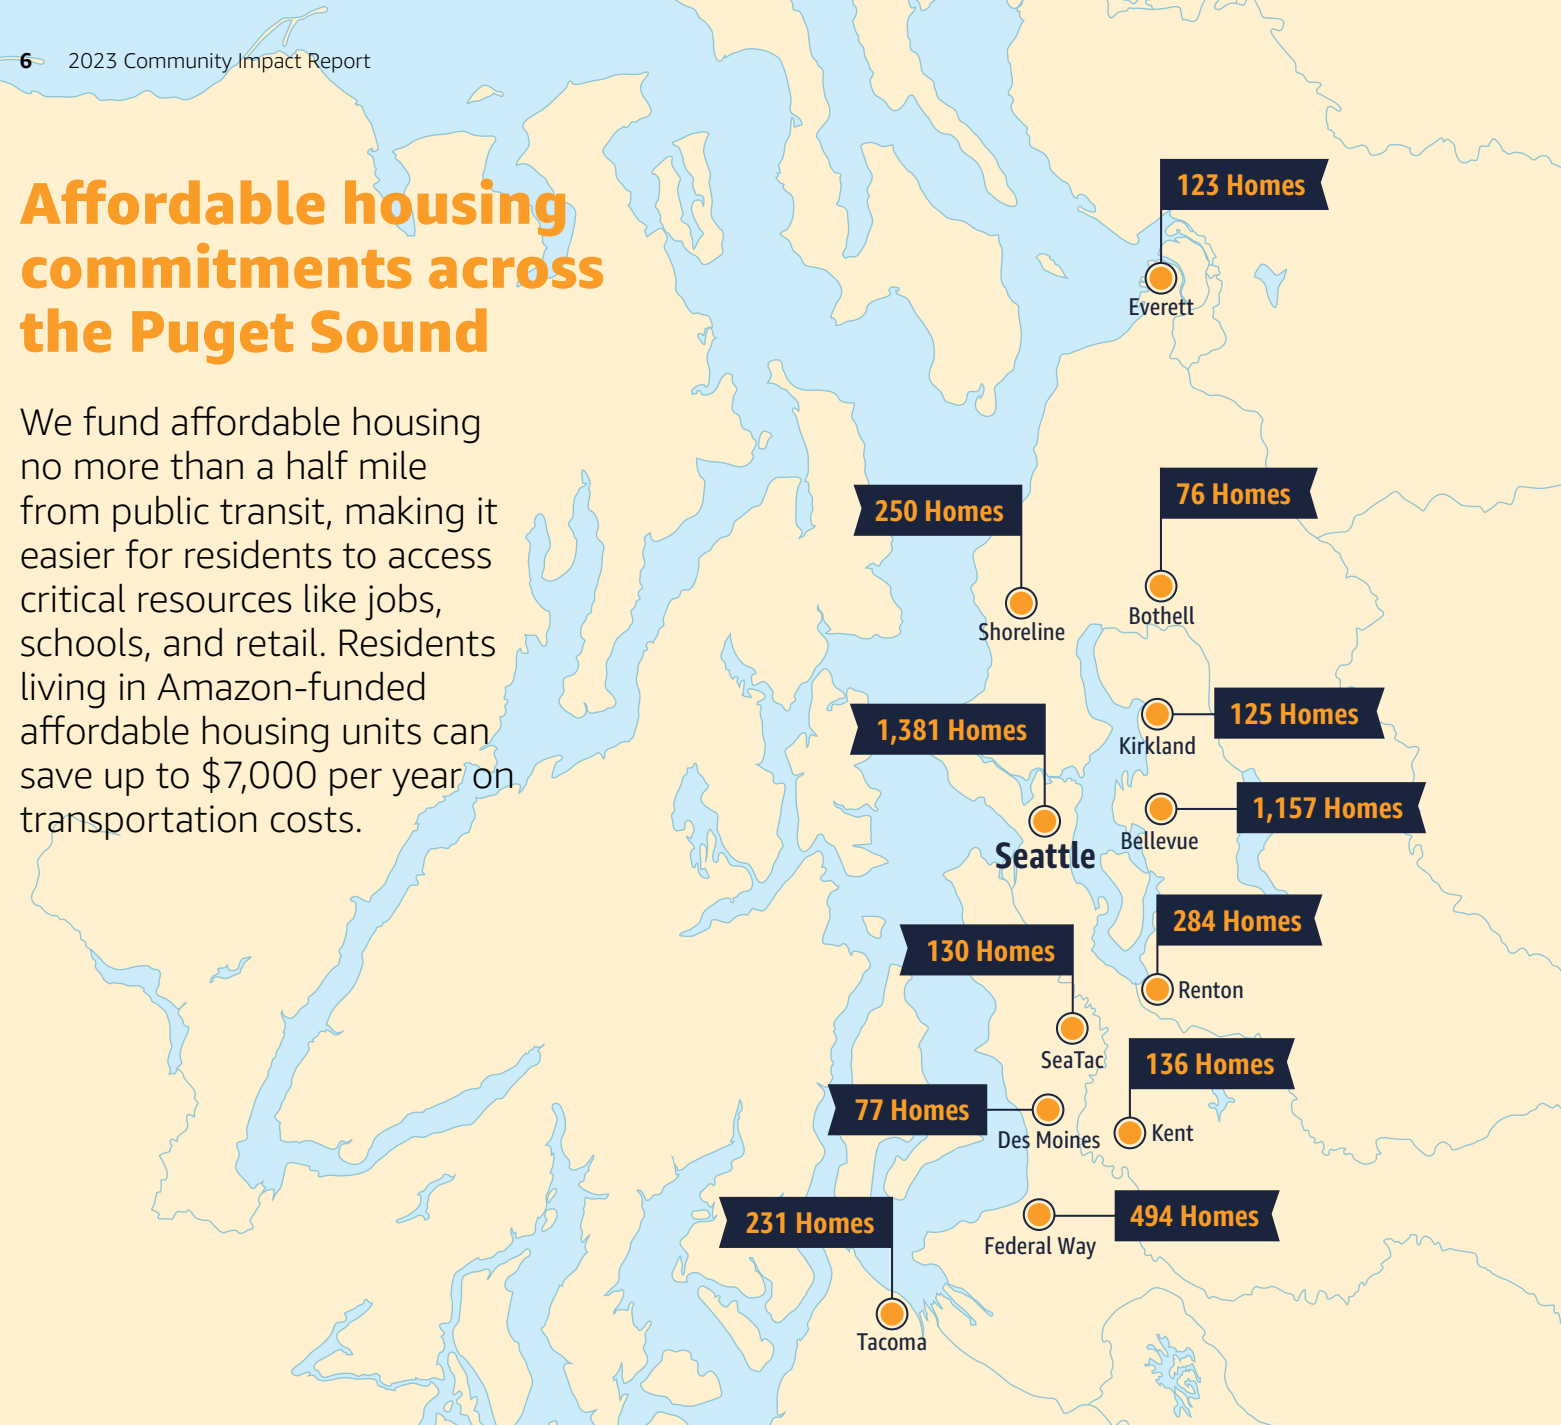 6 2023 Community Impact Report
Affordable housing
commitments across
the Puget Sound
We fund affordable housing
no more than a half mile
from public transit, making it
easier for residents to access
critical resources like jobs,
schools, and retail. Residents
living in Amazon-funded
affordable housing units can
save up to $7,000 per year on
transportation costs.
123 Homes
Everett
76 Homes
Bothell
250 Homes
Shoreline
125 Homes
Kirkland
1,381 Homes
Seattle
1,157 Homes
Bellevue
284 Homes
Renton
130 Homes
SeaTac
136 Homes
Kent
77 Homes
Des Moines
494 Homes
Federal Way
231 Homes
Tacoma